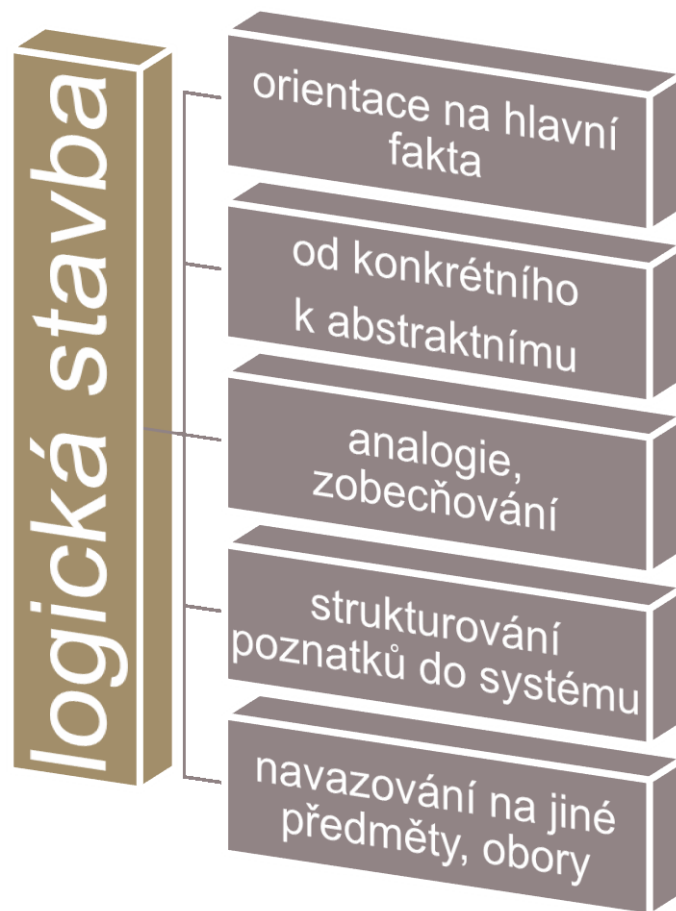 logická stavba
orientace na hlavní
fakta
od konkrétního
k abstraktnímu
analogie,
zobecňování
strukturování
poznatků do systému
navazování na jiné
předměty, obory